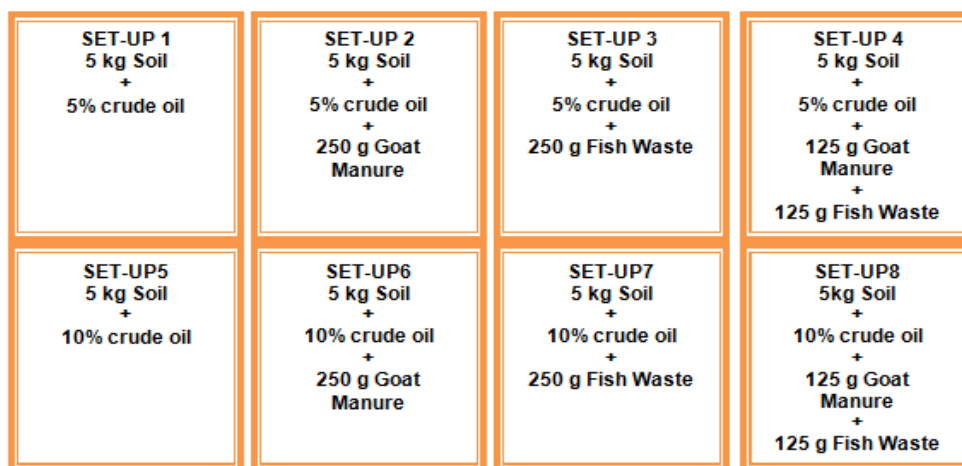 SET-UP 1
5 kg Soil
+
5% crude oil
SET-UP 2
5 kg Soil
+
5% crude oil
+
250 g Goat
Manure
SET-UP 3
5 kg Soil
+
5% crude oil
+
250 g Fish Waste
SET-UP 4
5 kg Soil
+
5% crude oil
+
125 g Goat
Manure
+
125 g Fish Waste
SET-UP5
5 kg Soil
+
10% crude oil
SET-UP6
5 kg Soil
+
10% crude oil
+
250 g Goat
Manure
SET-UP7
5 kg Soil
+
10% crude oil
+
250 g Fish Waste
SET-UP8
5kg Soil
+
10% crude oil
+
125 g Goat
Manure
+
125 g Fish Waste